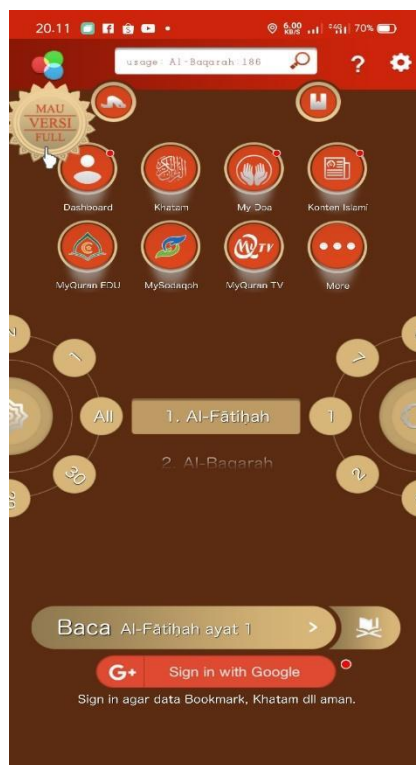 20.11
6.00 KB/S
4G
70%
usage: Al-Baqarah 186
?
MAU
VERSI
FULL
Dashboard Khatam My Doa Konten Islami
TV
MyQuran EDU MySodaqoh MyQuran TV More
1 7
All 1. Al-Fātiḥah 1
30 2. Al-Baqarah 2
Baca Al-Fātiḥah ayat 1 >
G+ Sign in with Google
Sign in agar data Bookmark, Khatam dll aman.